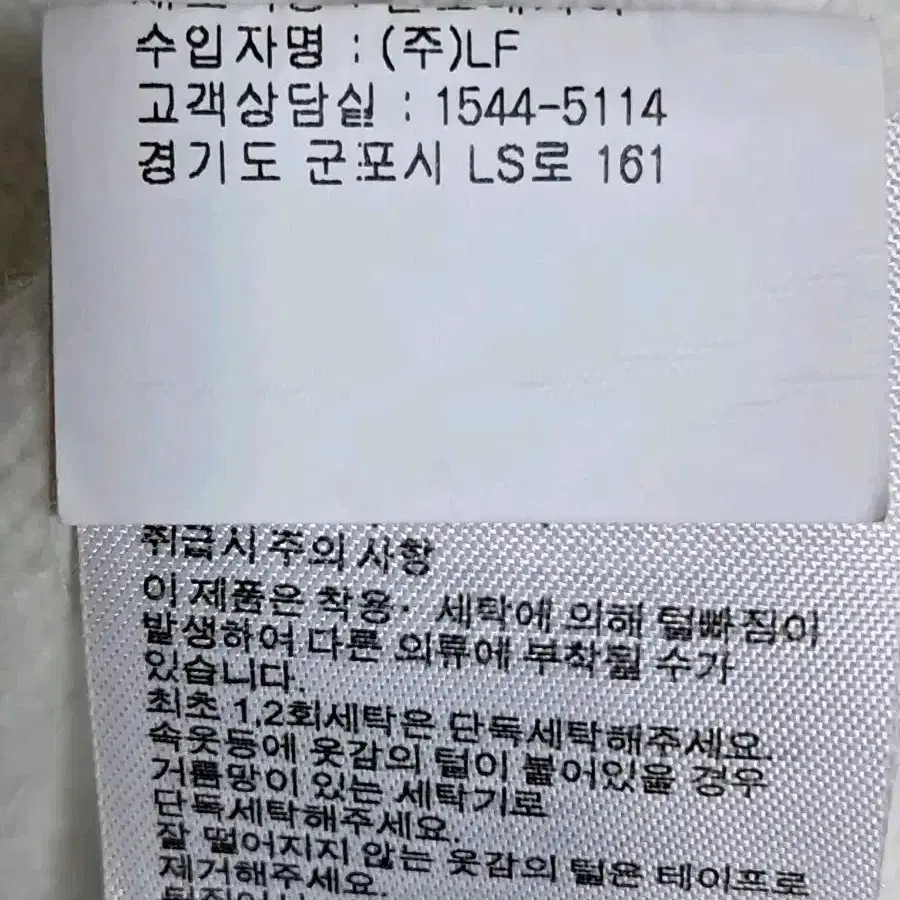 수입자명 : (주)LF
고객상담실 : 1544-5114
경기도 군포시 LS로 161
취급시 주의 사항
이 제품은 착용· 세탁에 의해 털빠짐이
발생하여 다른 의류에 부착될 수가
있습니다.
최초 1,2회세탁은 단독세탁해주세요.
속옷등에 옷감의 털이 붙어있을 경우
거름망이 있는 세탁기로
단독세탁해주세요.
잘 떨어지지 않는 옷감의 털은 테이프로
제거해주세요.